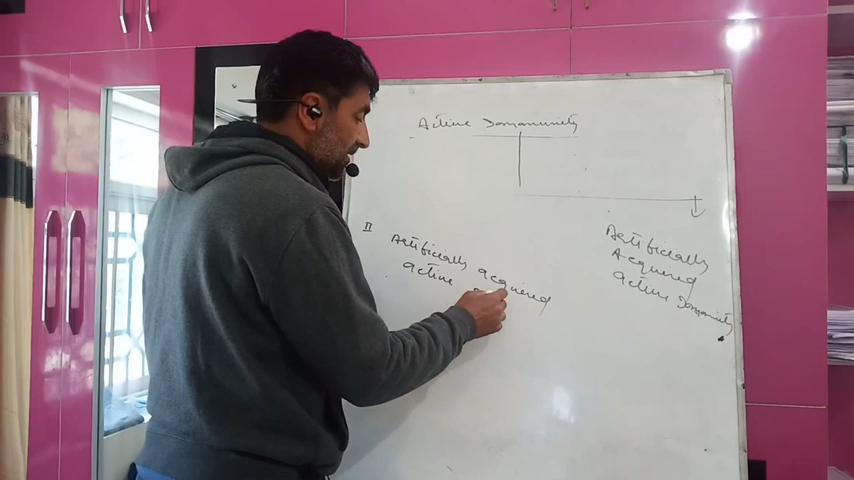 Active Immunity
II Artificially acquired
active
Artificially
Acquired
active Immunity